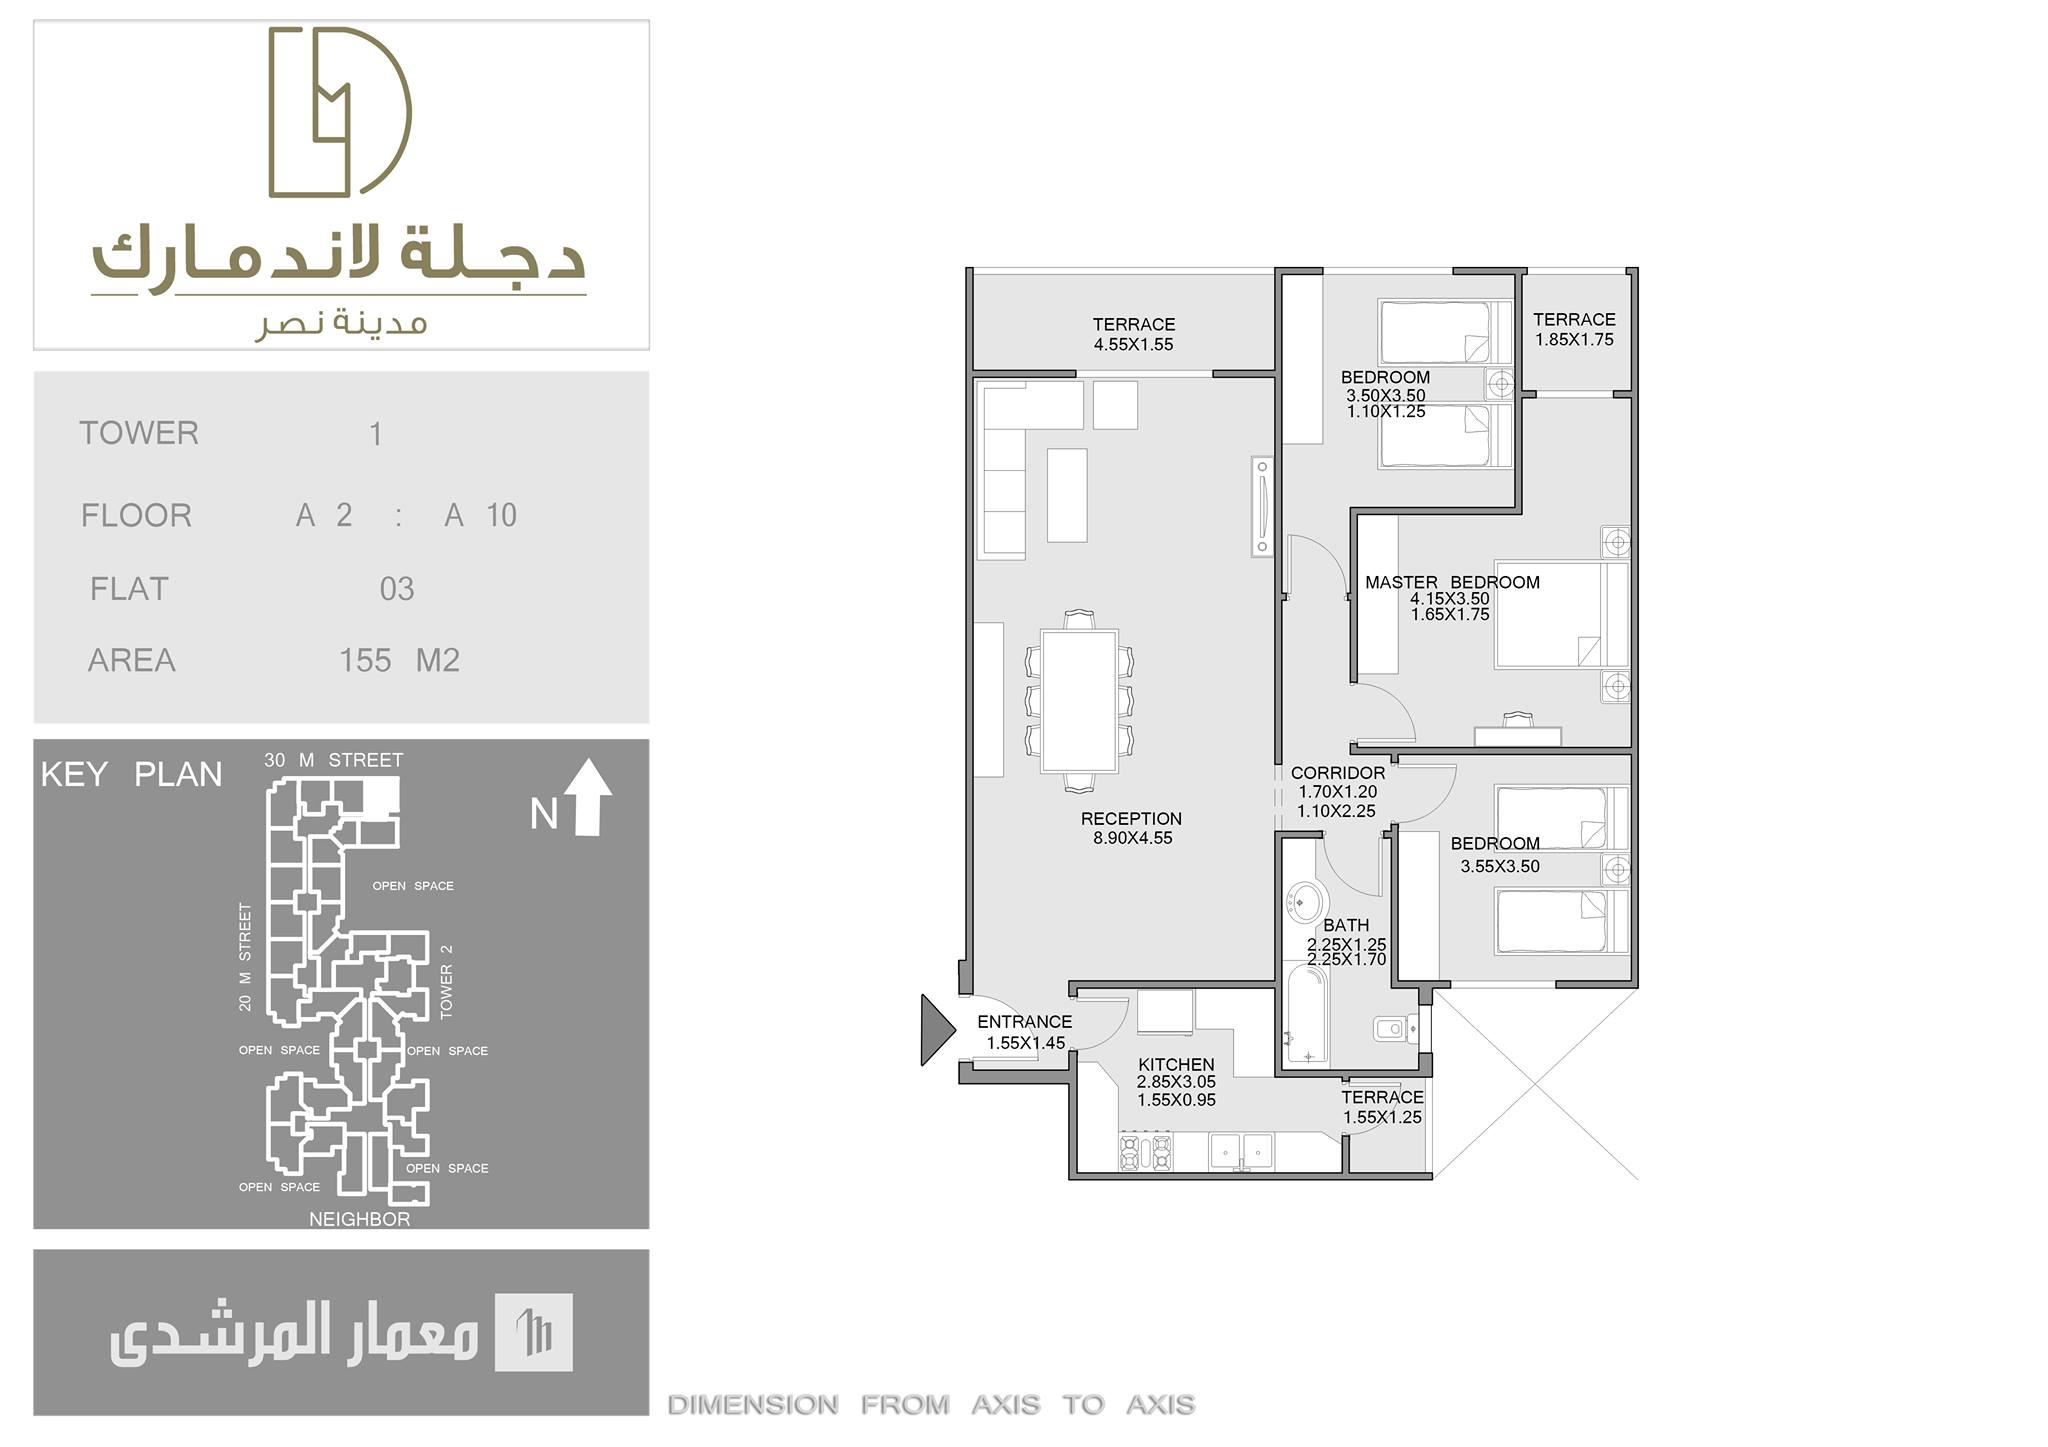 دجلة لاندمارك
مدينة نصر
TOWER 1
FLOOR A 2 : A 10
FLAT 03
AREA 155 M2
KEY PLAN
30 M STREET
N
OPEN SPACE
20 M STREET
TOWER 2
OPEN SPACE
OPEN SPACE
OPEN SPACE
OPEN SPACE
NEIGHBOR
معمار المرشدى
TERRACE
4.55X1.55
BEDROOM
3.50X3.50
1.10X1.25
TERRACE
1.85X1.75
MASTER BEDROOM
4.15X3.50
1.65X1.75
CORRIDOR
1.70X1.20
1.10X2.25
RECEPTION
8.90X4.55
BEDROOM
3.55X3.50
BATH
2.25X1.25
2.25X1.70
ENTRANCE
1.55X1.45
KITCHEN
2.85X3.05
1.55X0.95
TERRACE
1.55X1.25
DIMENSION FROM AXIS TO AXIS